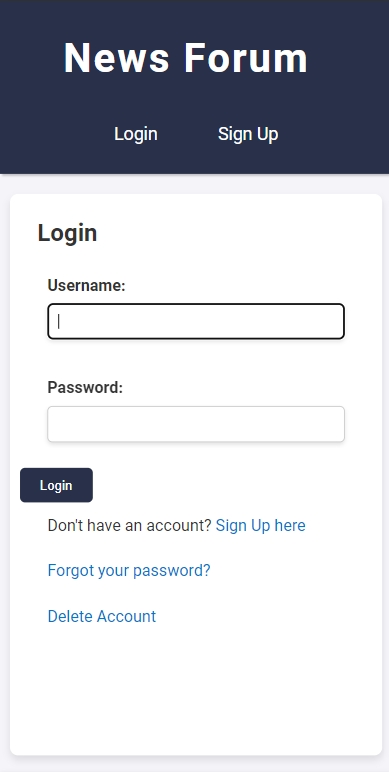 News Forum
Login Sign Up
Login
Username:
Password:
Login
Don't have an account? Sign Up here
Forgot your password?
Delete Account